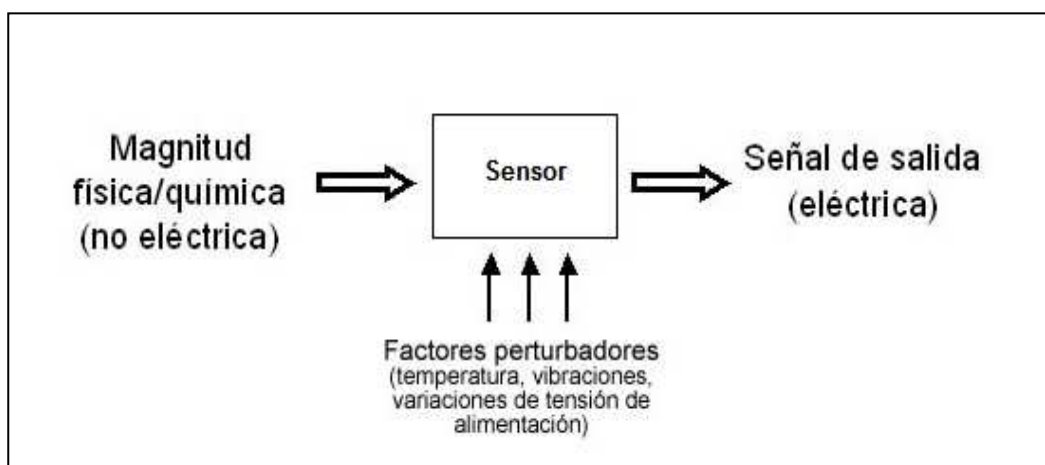 Magnitud
física/química
(no eléctrica)
Sensor
Señal de salida
(eléctrica)
Factores perturbadores
(temperatura, vibraciones,
variaciones de tensión de
alimentación)